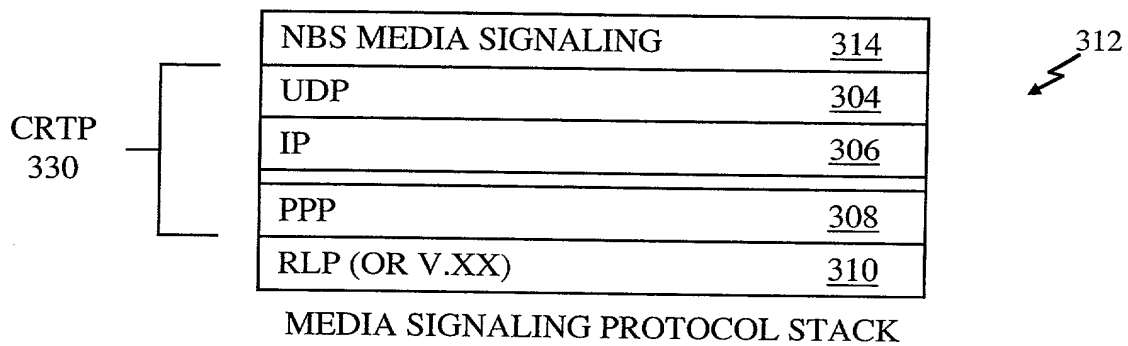 NBS MEDIA SIGNALING 314
312
UDP 304
CRTP
330
IP 306
PPP 308
RLP (OR V.XX) 310
MEDIA SIGNALING PROTOCOL STACK